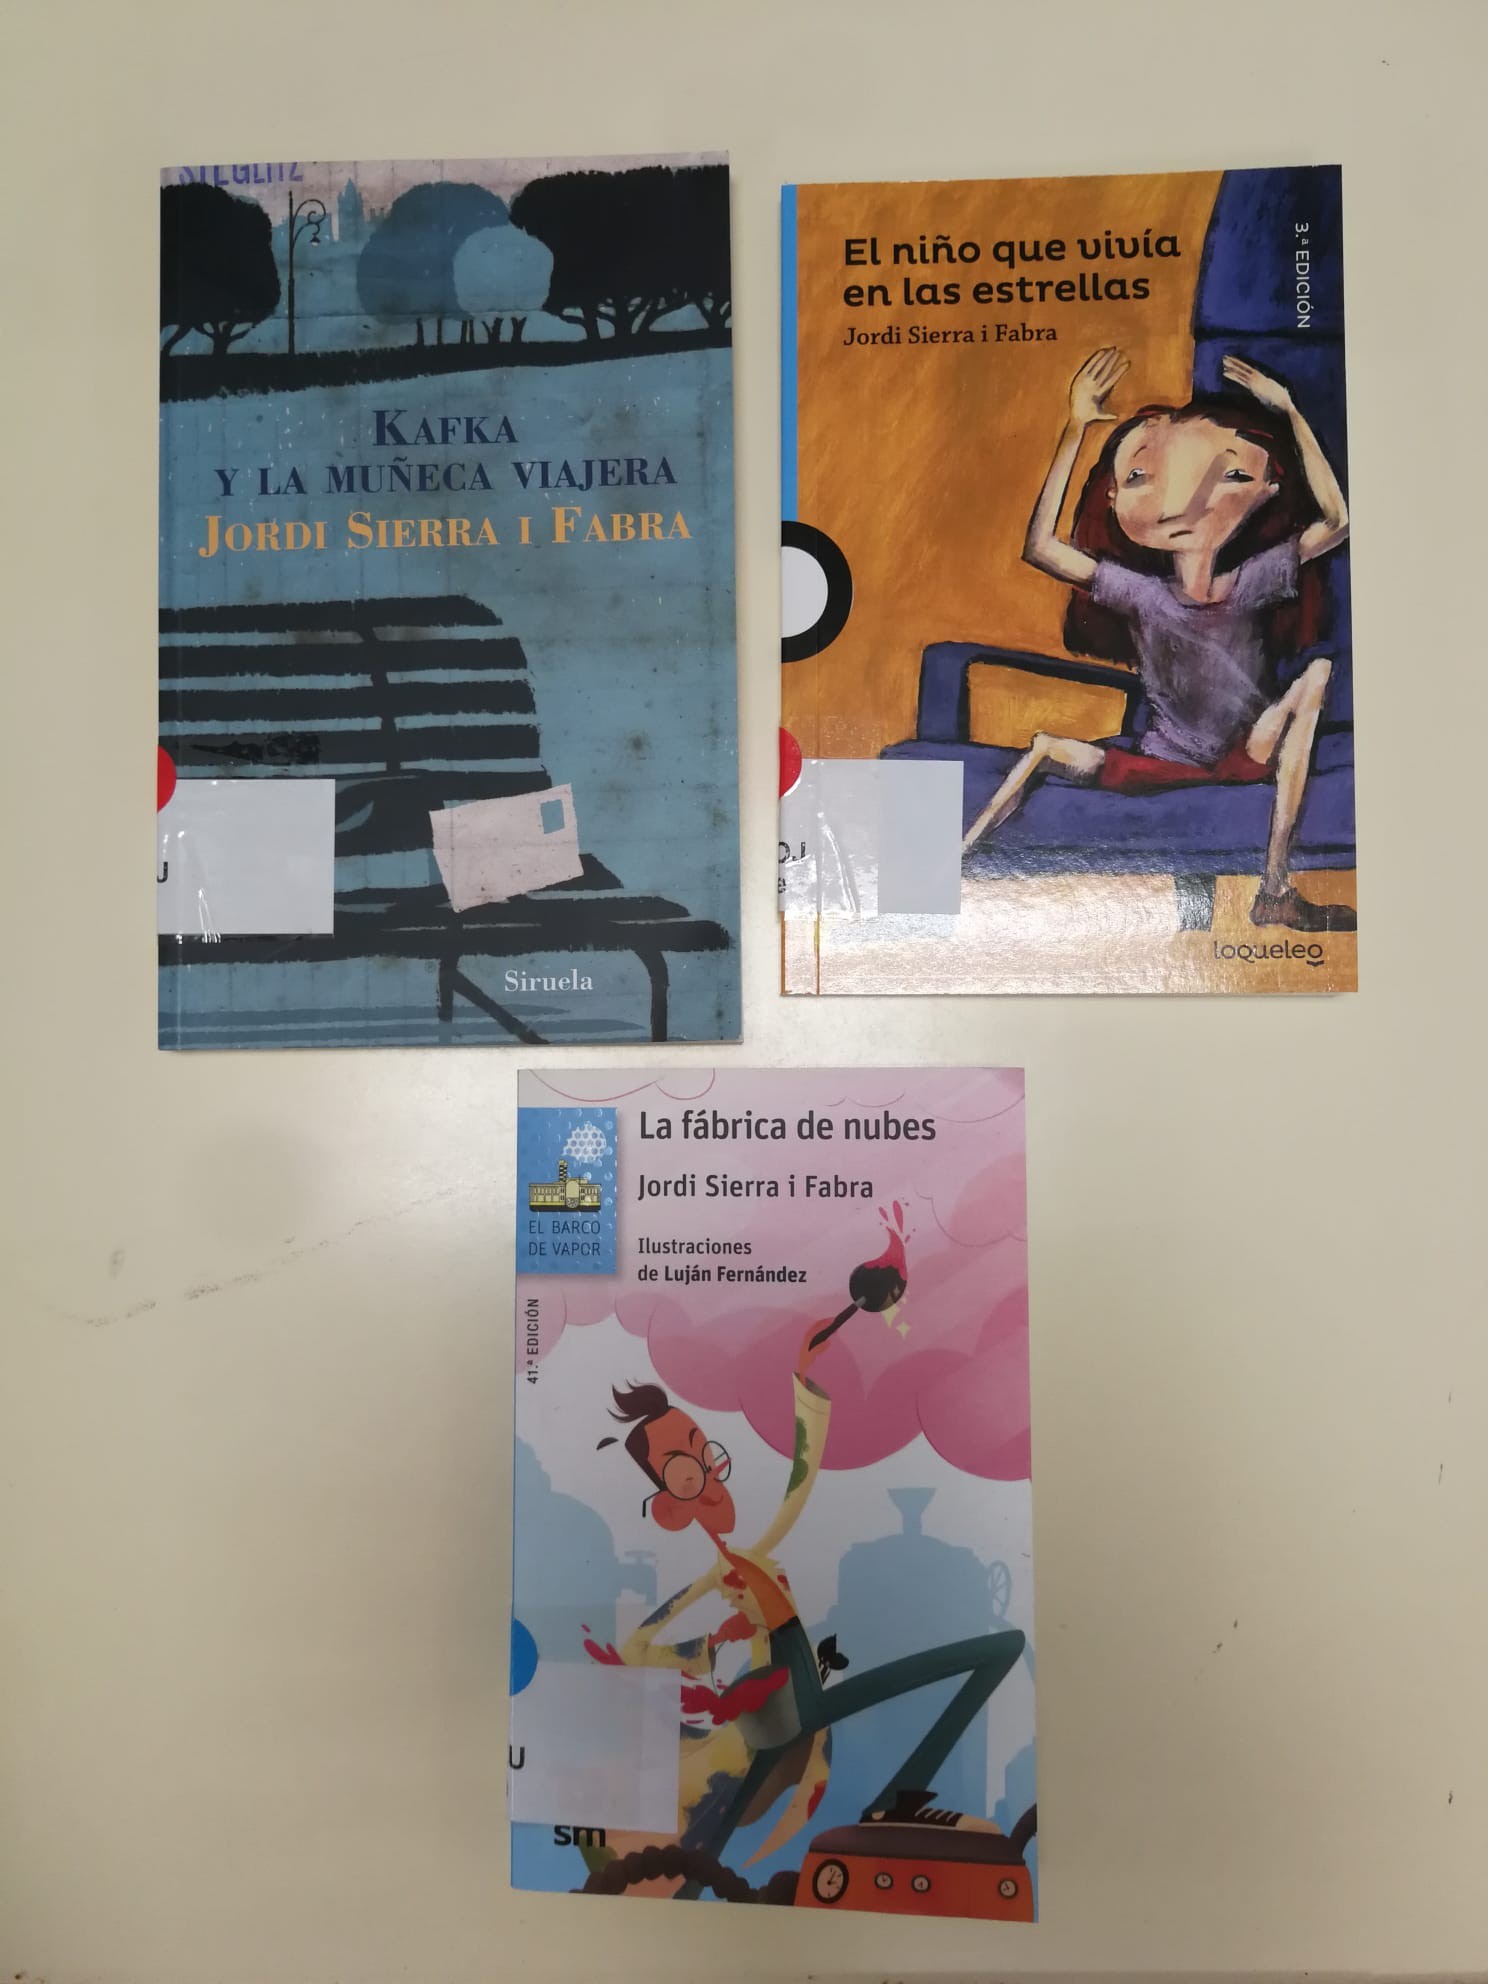 STEGLITZ
KAFKA
Y LA MUÑECA VIAJERA
JORDI SIERRA I FABRA
Siruela
El niño que vivía
en las estrellas
Jordi Sierra i Fabra
3.ª EDICIÓN
loqueleo
La fábrica de nubes
Jordi Sierra i Fabra
Ilustraciones
de Luján Fernández
EL BARCO
DE VAPOR
41.ª EDICIÓN
U
sm